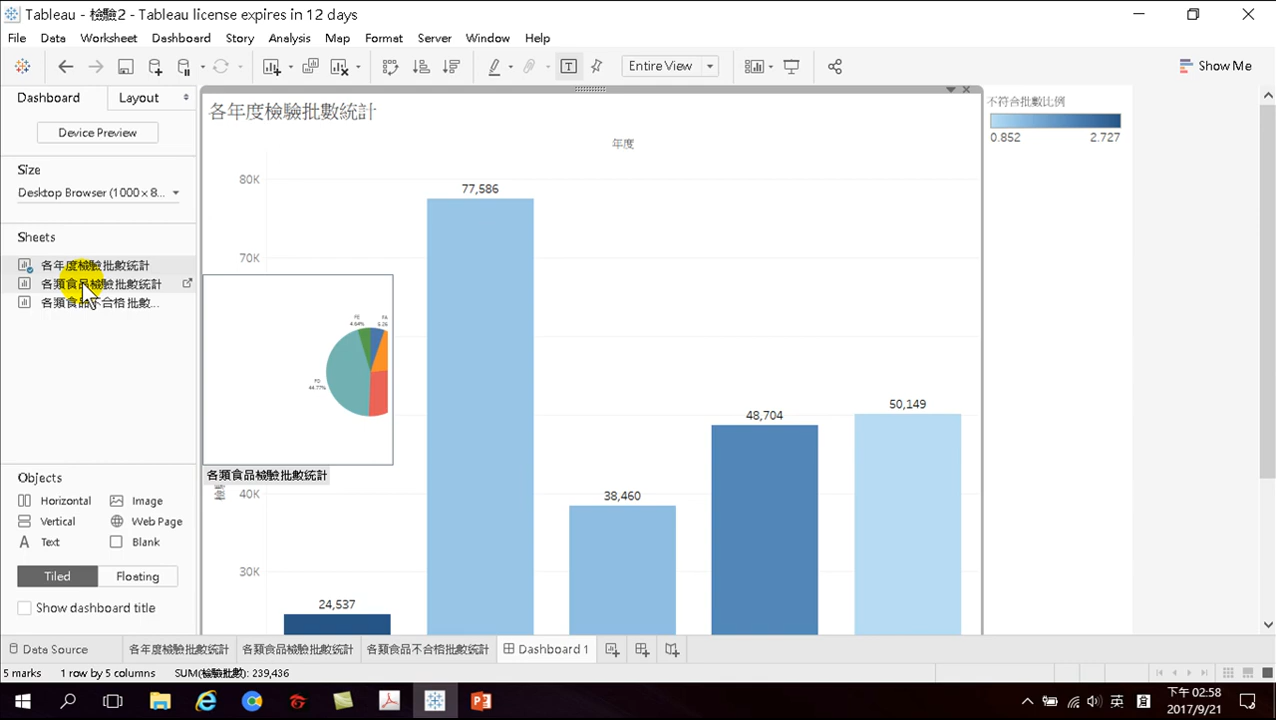 Tableau - 檢驗2 - Tableau license expires in 12 days
File Data Worksheet Dashboard Story Analysis Map Format Server Window Help
Entire View
Show Me
Dashboard Layout
Device Preview
Size
Desktop Browser (1000 x 8...
Sheets
各年度檢驗批數統計
各類食品檢驗批數統計
各類食品不合格批數...
各年度檢驗批數統計
年度
80K
70K
40K
30K
77,586
38,460
48,704
50,149
24,537
不符合批數比例
0.852 2.727
FE
4.64%
FA
FD
44.77%
各類食品檢驗批數統計
Objects
Horizontal Image
Vertical Web Page
Text Blank
Tiled Floating
Show dashboard title
Data Source 各年度檢驗批數統計 各類食品檢驗批數統計 各類食品不合格批數統計 Dashboard 1
5 marks 1 row by 5 columns SUM(檢驗批數): 239,436
英
下午 02:58
2017/9/21